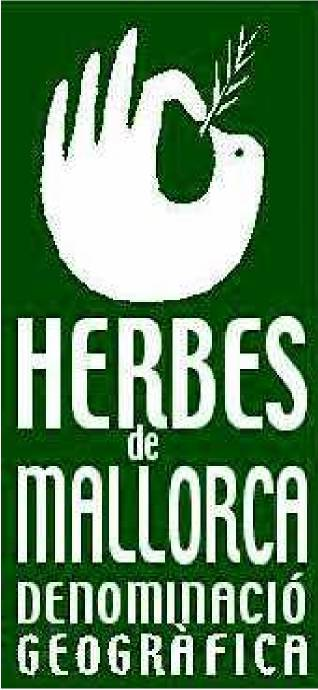 HERBES
de
MALLORCA
DENOMINACIÓ
GEOGRÀFICA